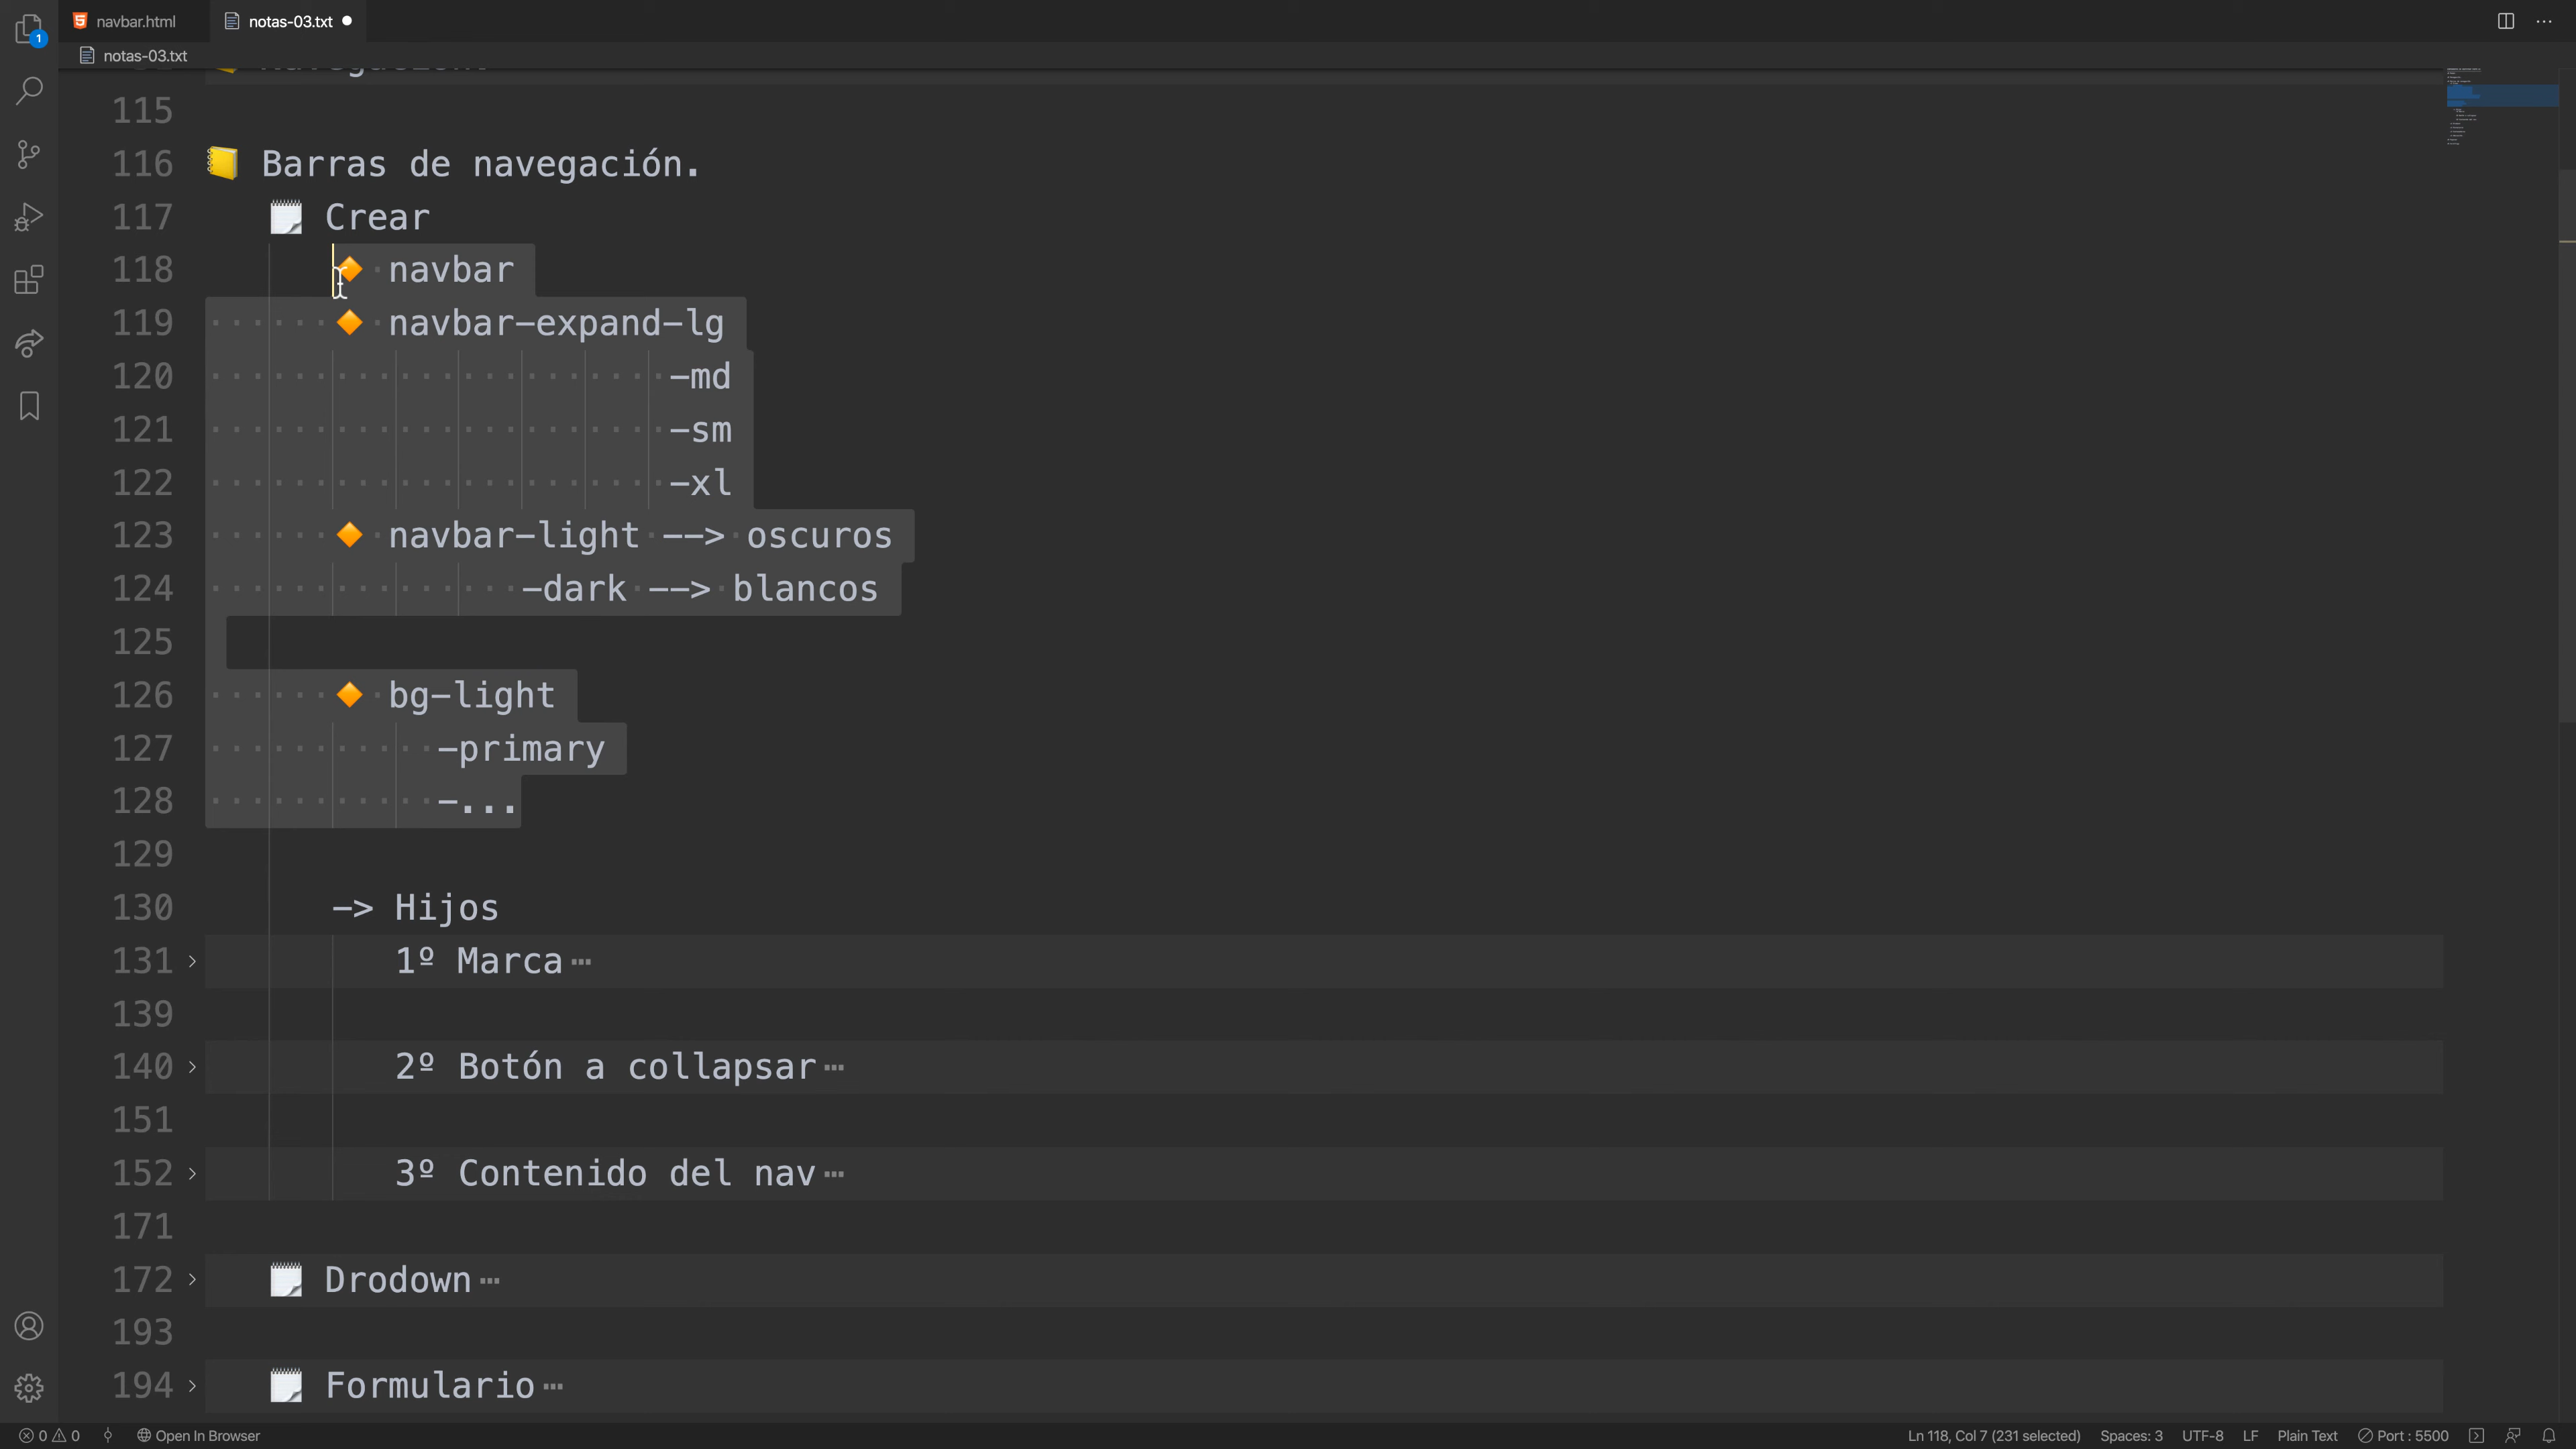 navbar.html
notas-03.txt
notas-03.txt
1
115
116 Barras de navegación.
117 Crear
118 navbar
119 navbar-expand-lg
120 -md
121 -sm
122 -xl
123 navbar-light --> oscuros
124 -dark --> blancos
125
126 bg-light
127 -primary
128 -...
129
130 -> Hijos
131 1º Marca
139
140 2º Botón a collapsar
151
152 3º Contenido del nav
171
172 Drodown
193
194 Formulario
0 0 Open In Browser Ln 118, Col 7 (231 selected) Spaces: 3 UTF-8 LF Plain Text Port : 5500